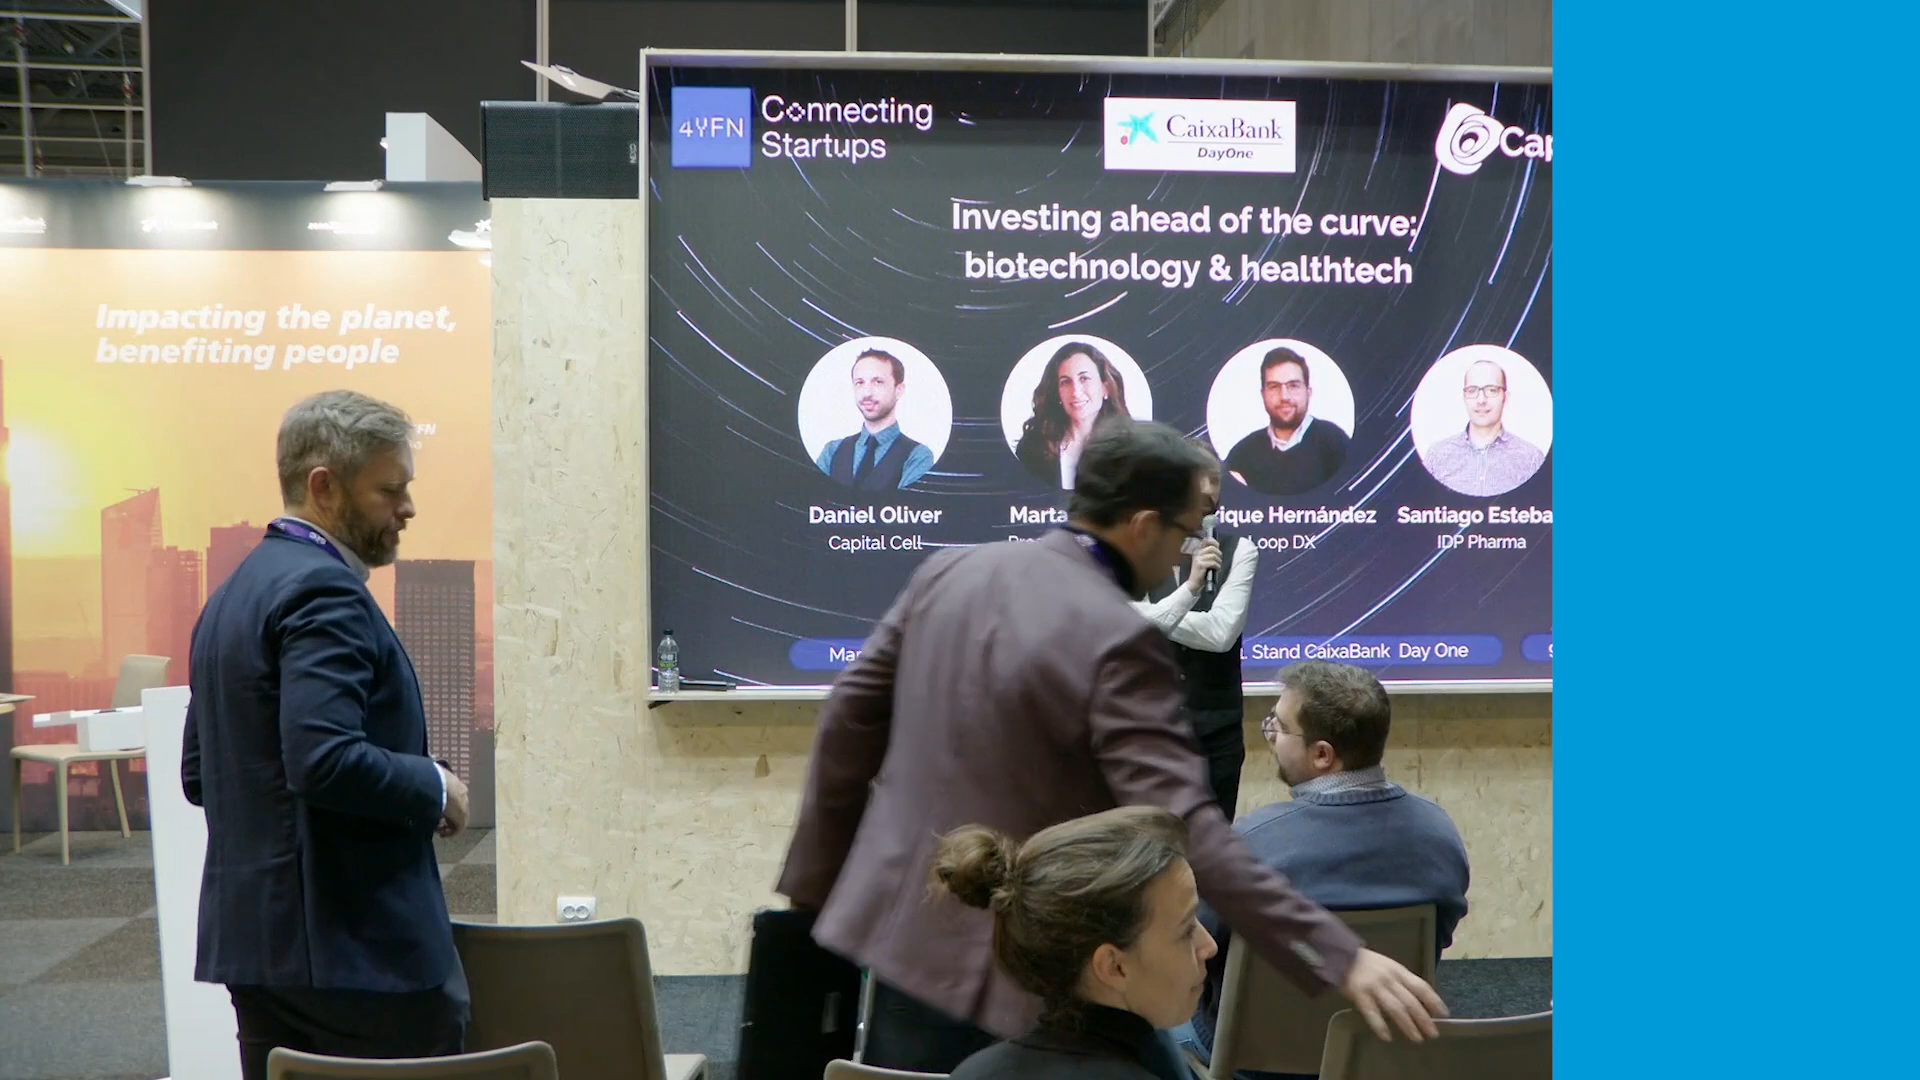 4YFN
Connecting
Startups
CaixaBank
DayOne
Investing ahead of the curve:
biotechnology & healthtech
Impacting the planet,
benefiting people
Daniel Oliver
Capital Cell
Marta
rique Hernández
Loop DX
Santiago Esteba
IDP Pharma
Stand CaixaBank Day One